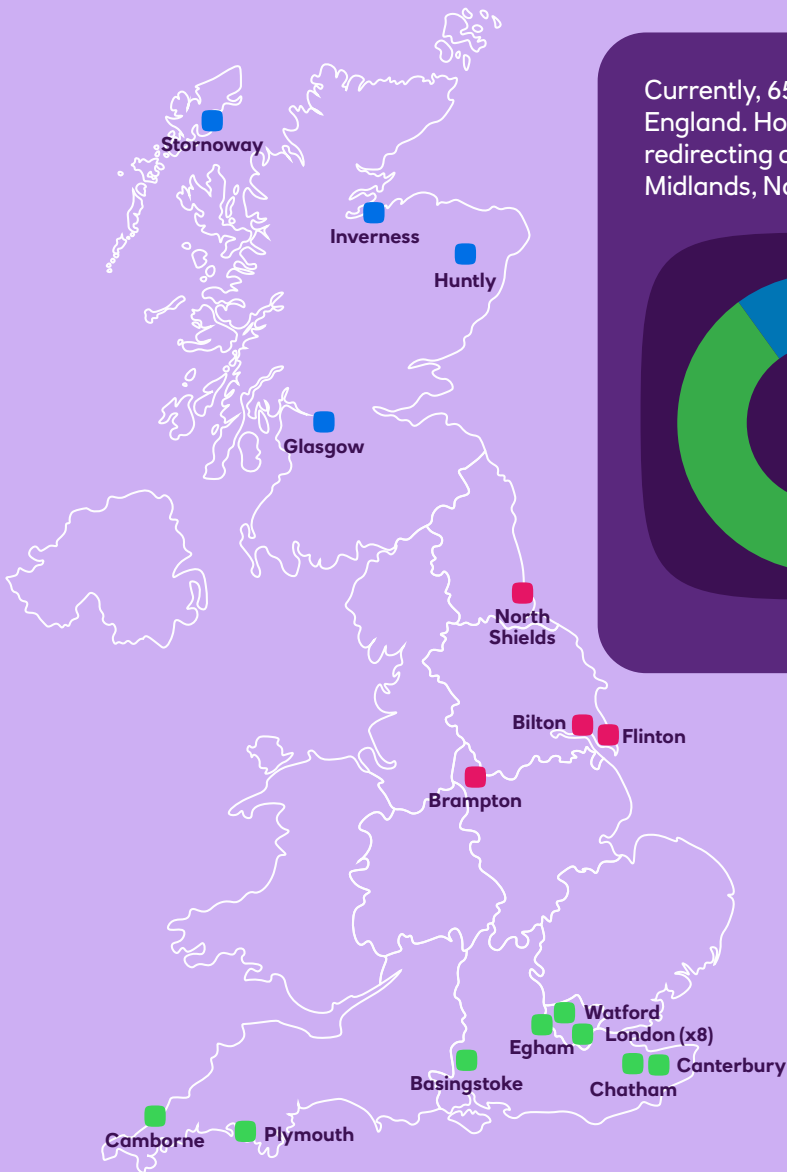 Currently, 65
England. Ho
redirecting
Midlands, No
Stornoway
Inverness
Huntly
Glasgow
North
Shields
Bilton
Flinton
Brampton
Watford
London (x8)
Egham
Canterbury
Basingstoke
Chatham
Camborne
Plymouth